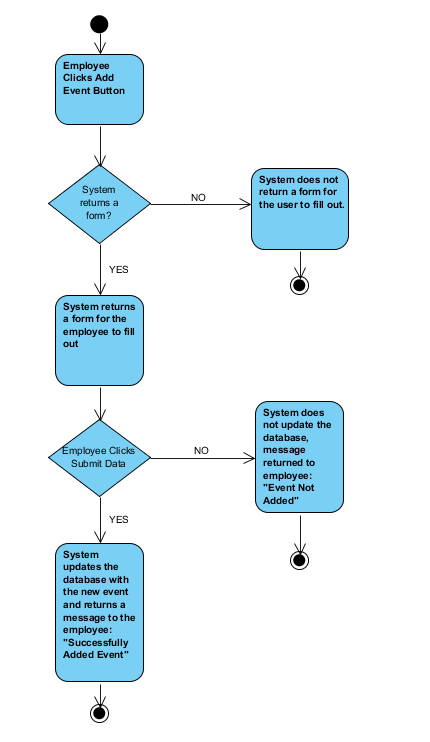 Employee
Clicks Add
Event Button
System
returns a
form?
NO
System does not
return a form for
the user to fill out.
YES
System returns
a form for the
employee to fill
out
Employee Clicks
Submit Data
NO
System does
not update the
database,
message
returned to
employee:
"Event Not
Added"
YES
System
updates the
database with
the new event
and returns a
message to the
employee:
"Successfully
Added Event"